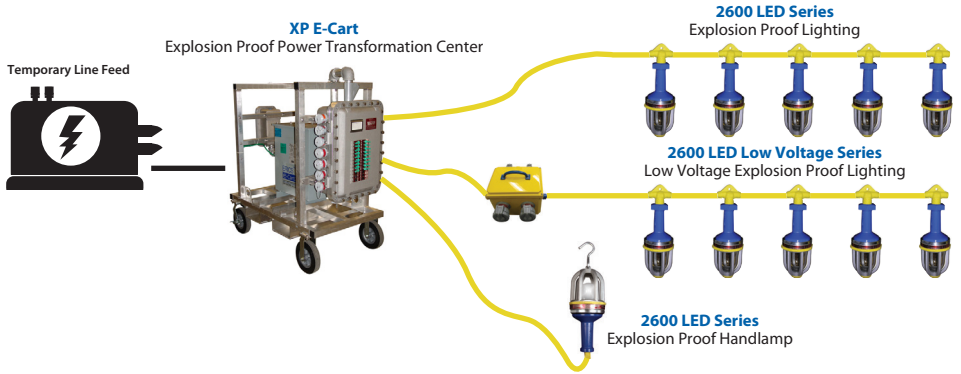 Temporary Line Feed
XP E-Cart
Explosion Proof Power Transformation Center
2600 LED Series
Explosion Proof Lighting
2600 LED Low Voltage Series
Low Voltage Explosion Proof Lighting
2600 LED Series
Explosion Proof Handlamp